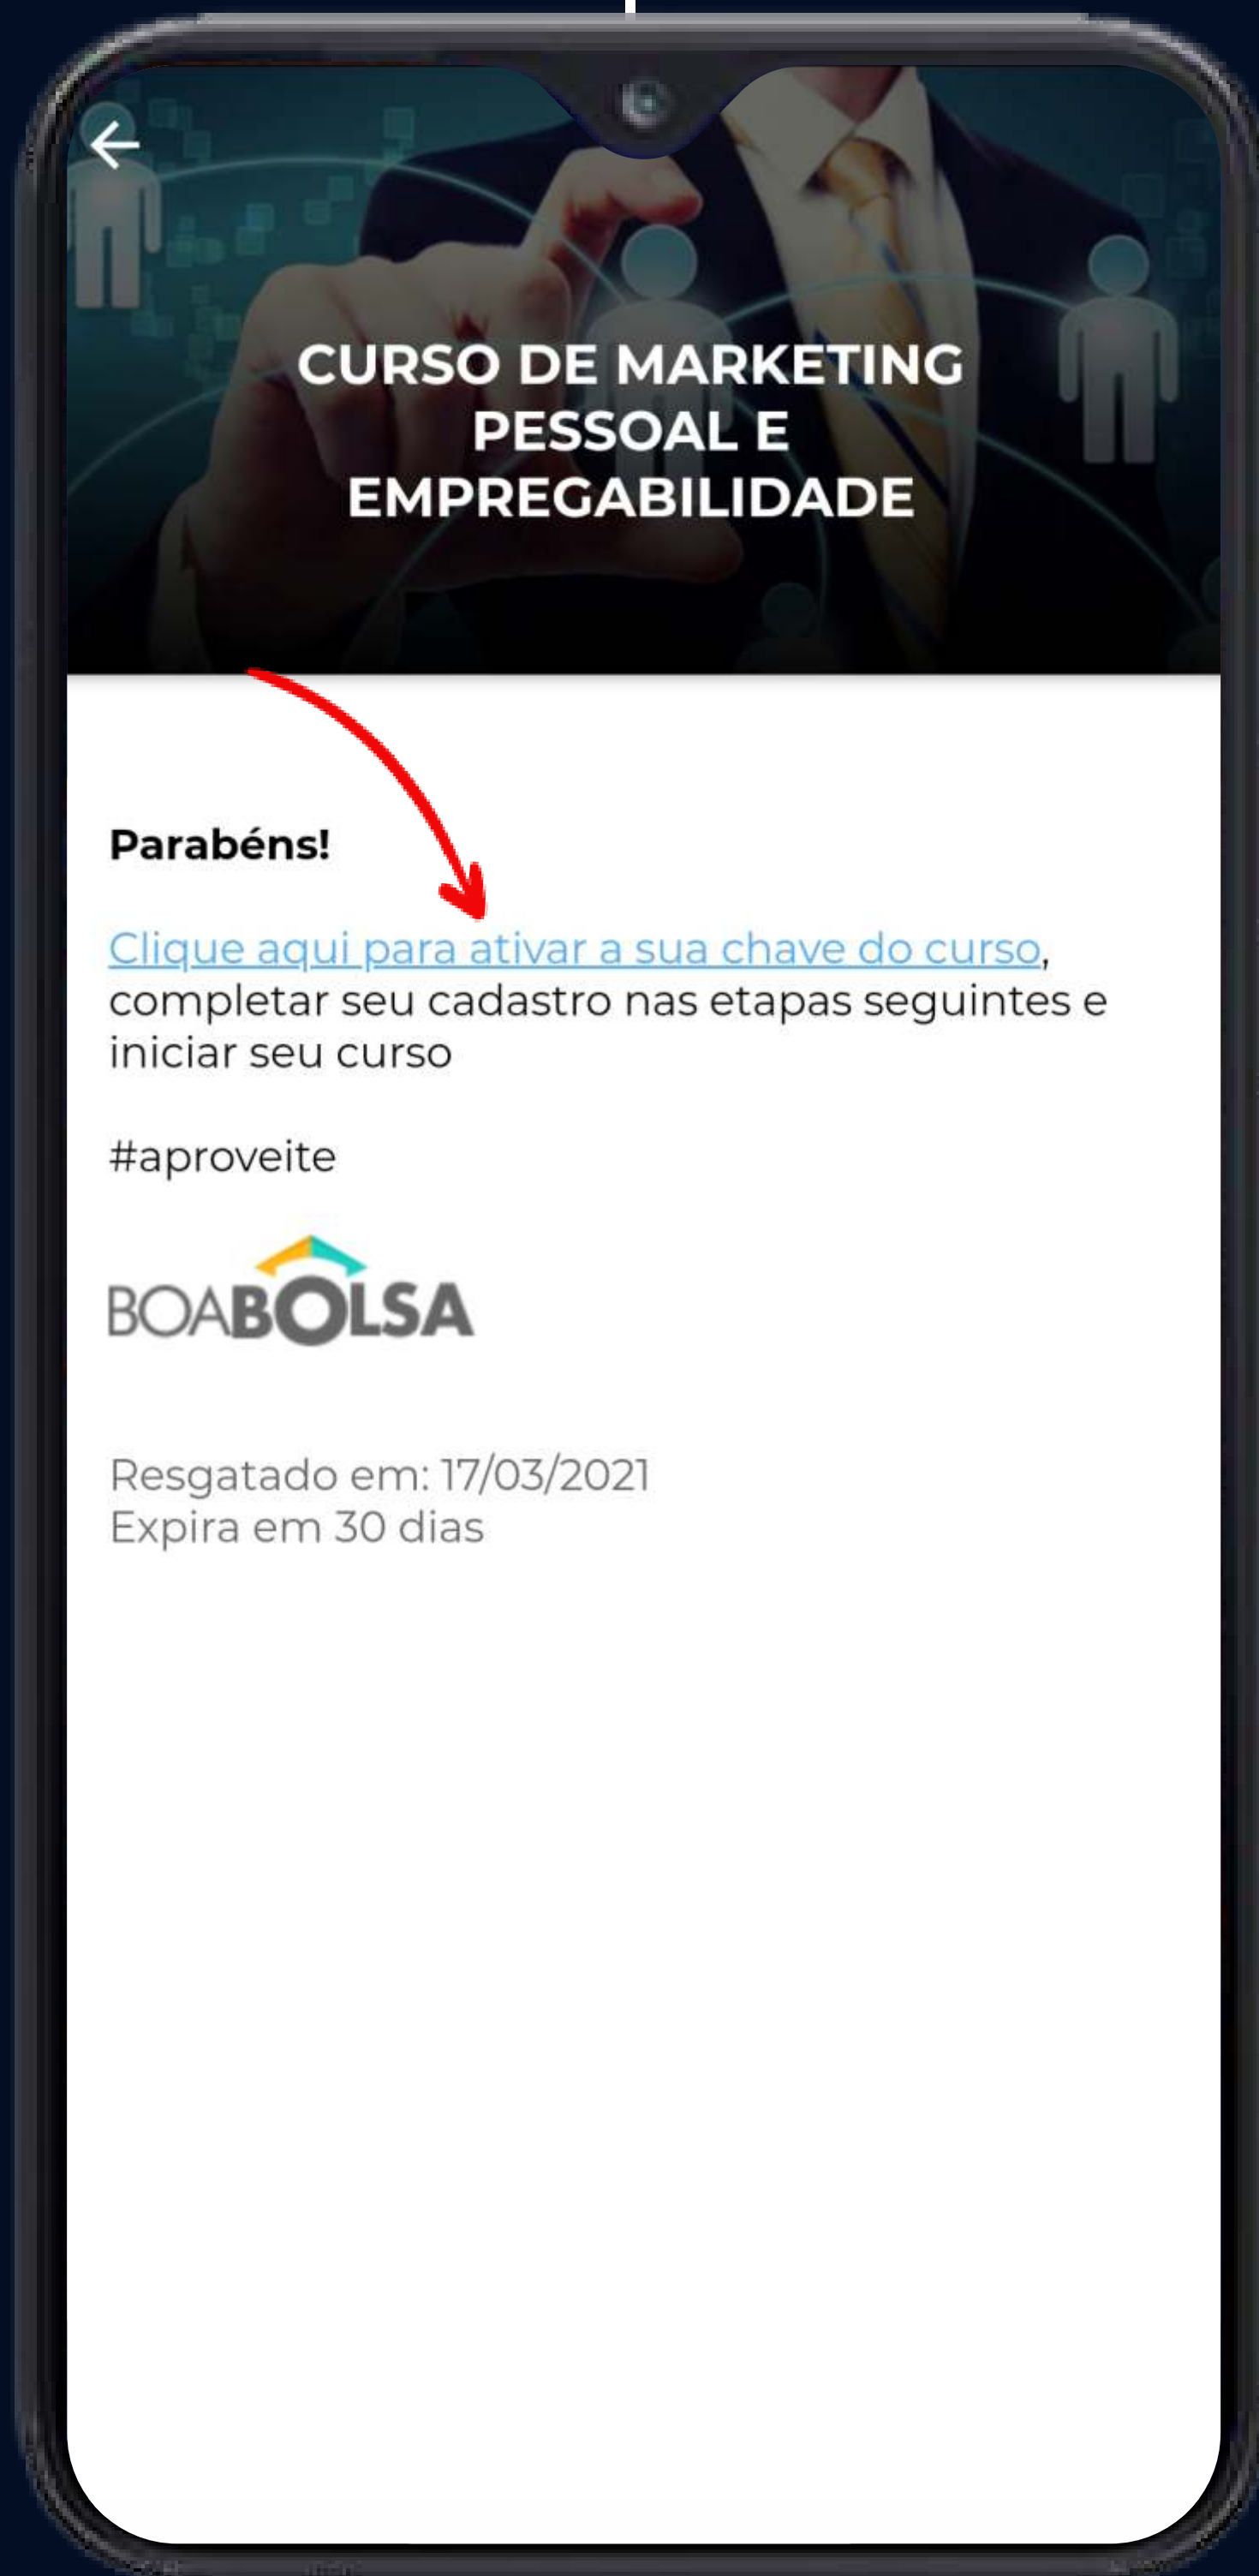 CURSO DE MARKETING
PESSOAL E
EMPREGABILIDADE
Parabéns!
Clique aqui para ativar a sua chave do curso,
completar seu cadastro nas etapas seguintes e
iniciar seu curso
#aproveite
BOABOLSA
Resgatado em: 17/03/2021
Expira em 30 dias